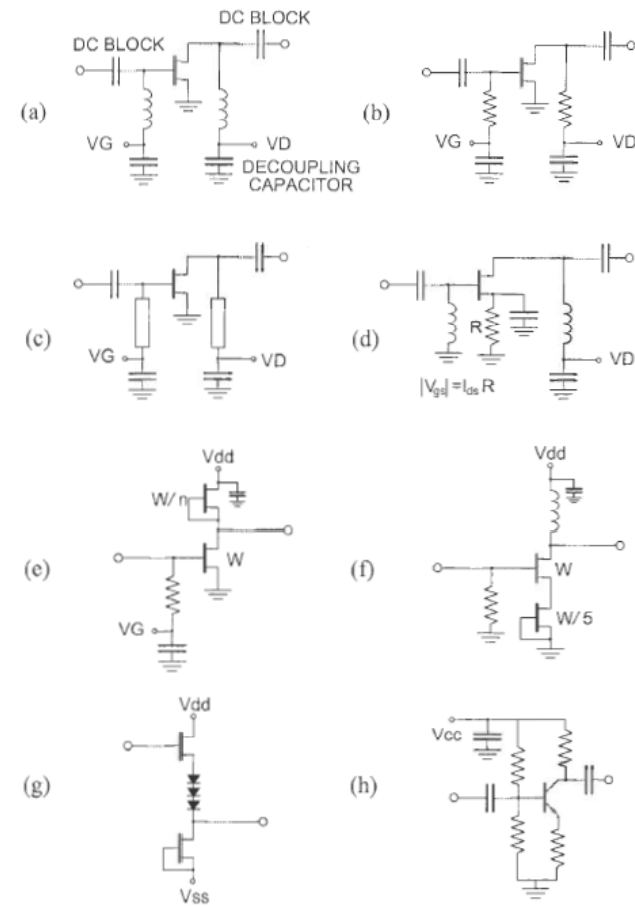 DC BLOCK
DC BLOCK
(a)
VG
VD
DECOUPLING
CAPACITOR
(b)
VG
VD
(c)
VG
VD
(d)
R
VD
|Vgs| = Ids R
(e)
Vdd
W/n
W
VG
(f)
Vdd
W
W/5
(g)
Vdd
Vss
(h)
Vcc